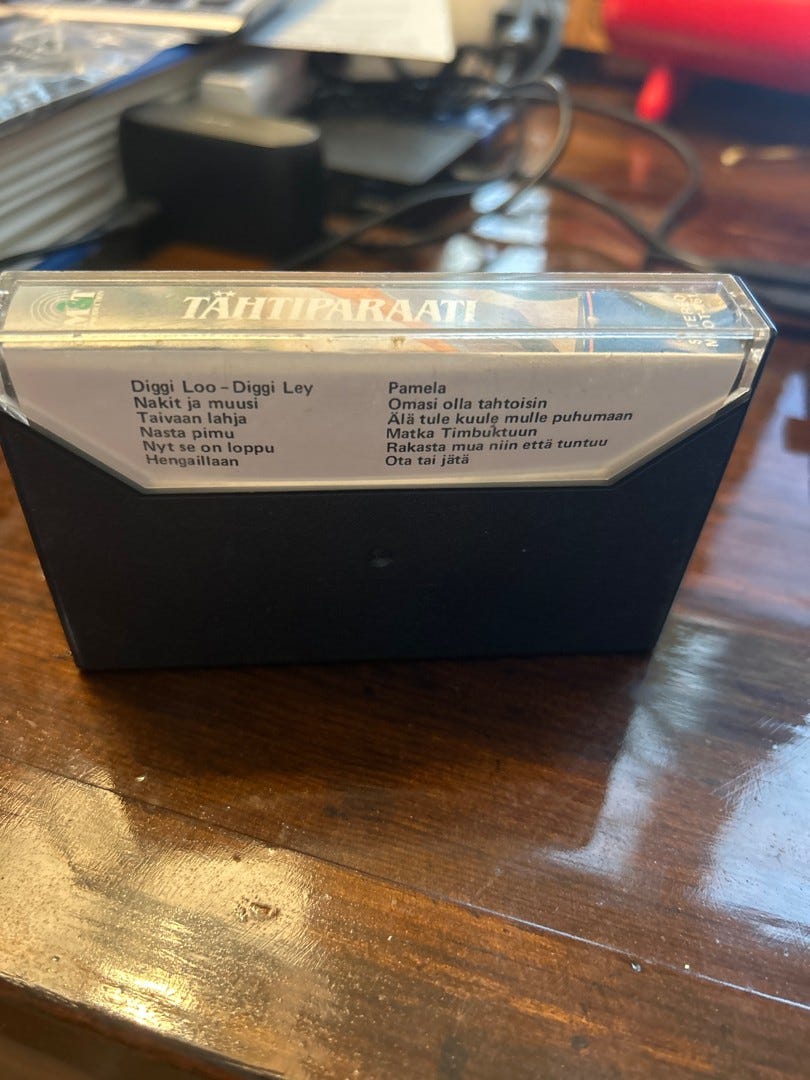 TÄHTIPARAATI
Diggi Loo – Diggi Ley
Nakit ja muusi
Taivaan lahja
Nasta pimu
Nyt se on loppu
Hengaillaan
Pamela
Omasi olla tahtoisin
Älä tule kuule mulle puhumaan
Matka Timbuktuun
Rakasta mua niin että tuntuu
Ota tai jätä